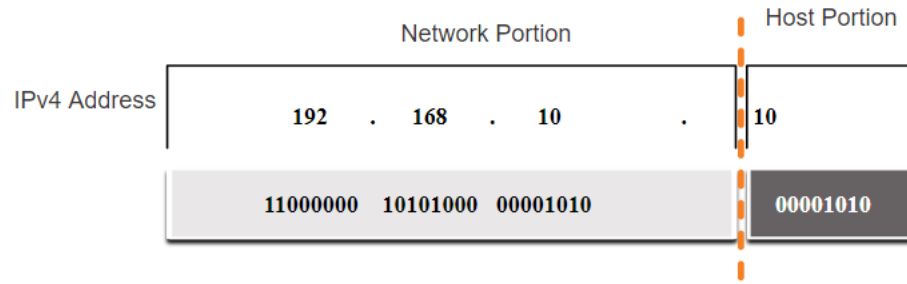 Host Portion
Network Portion
IPv4 Address
192 . 168 . 10 . 10
11000000 10101000 00001010 00001010